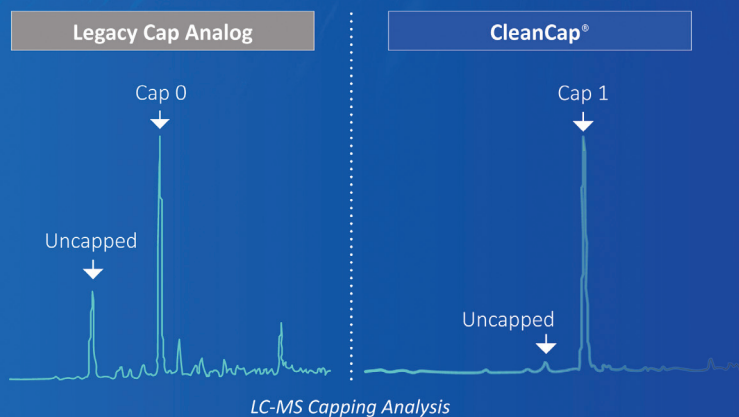 Legacy Cap Analog
CleanCap®
Cap 0
Cap 1
Uncapped
Uncapped
LC-MS Capping Analysis